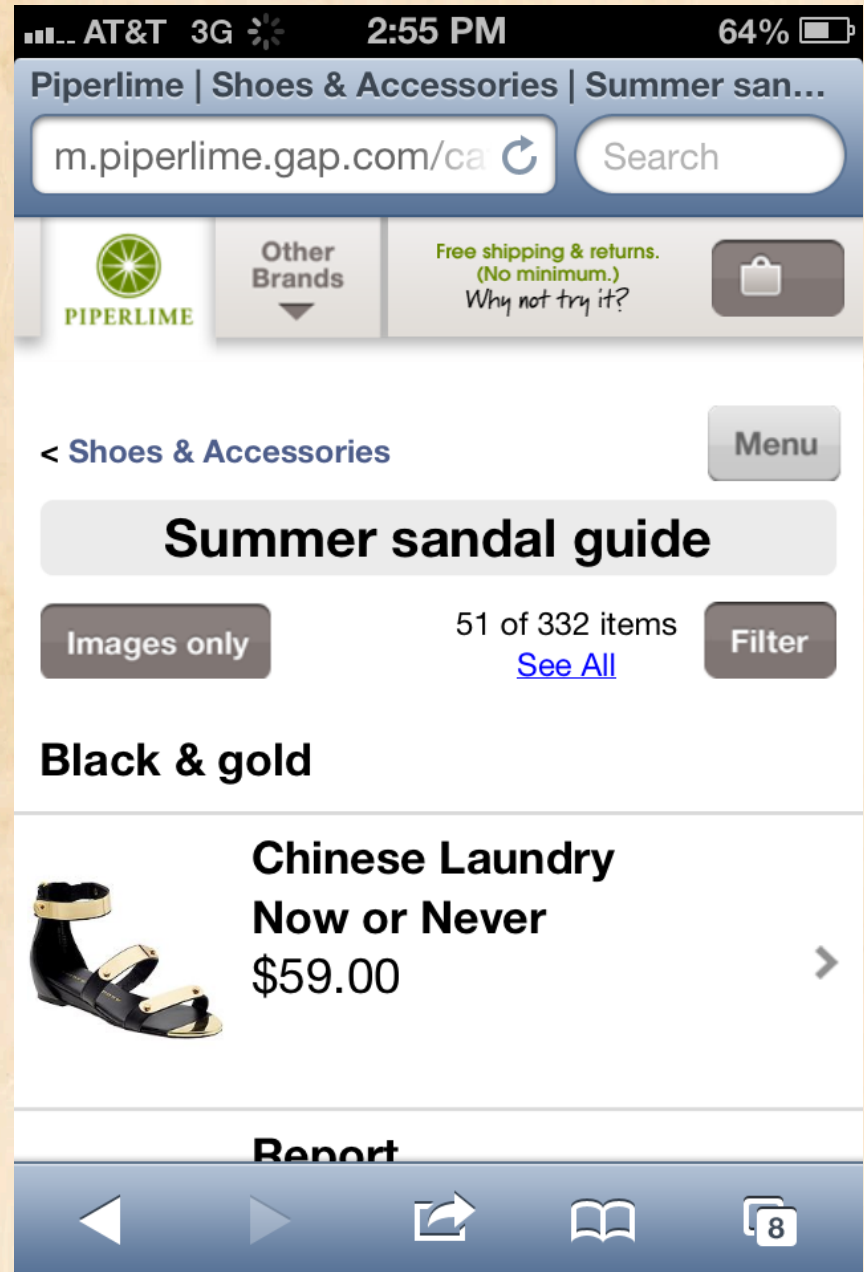 AT&T 3G 2:55 PM 64%
Piperlime | Shoes & Accessories | Summer san...
m.piperlime.gap.com/ca Search
PIPERLIME
Other
Brands
Free shipping & returns.
(No minimum.)
Why not try it?
< Shoes & Accessories
Menu
Summer sandal guide
Images only
51 of 332 items
See All
Filter
Black & gold
Chinese Laundry
Now or Never
$59.00
Report
8